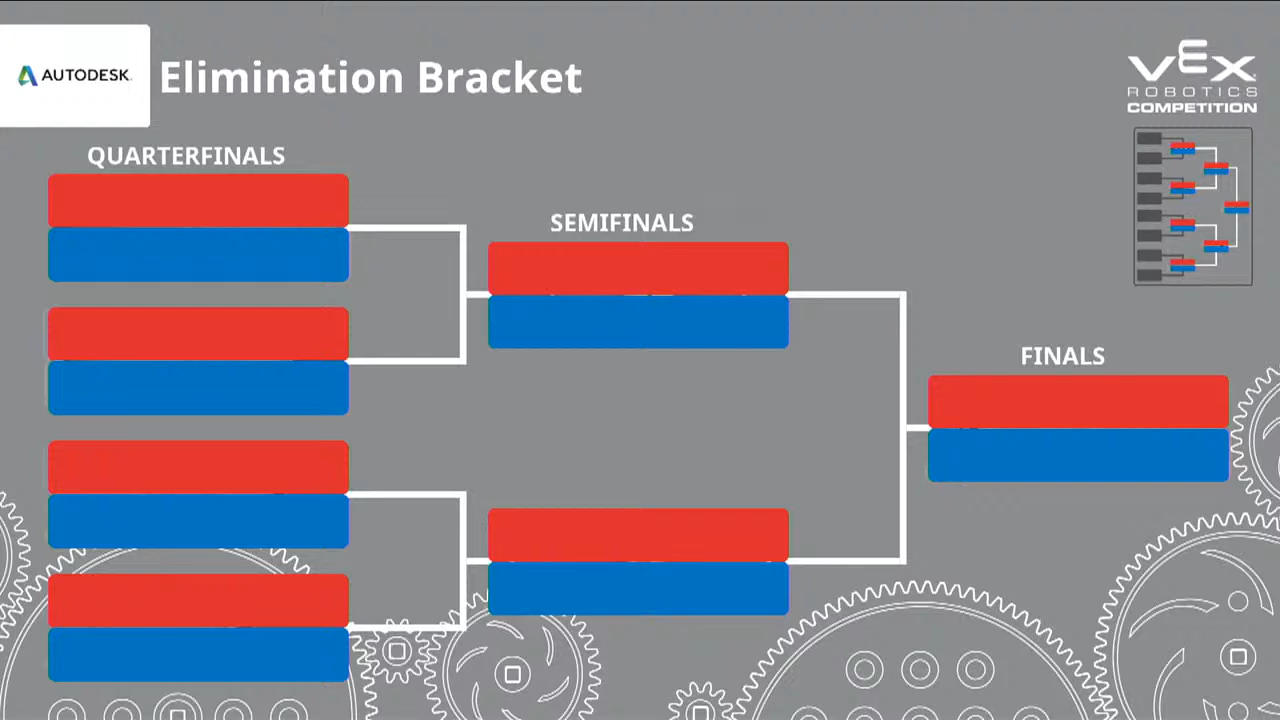 AUTODESK
Elimination Bracket
VEX
ROBOTICS
COMPETITION
QUARTERFINALS
SEMIFINALS
FINALS